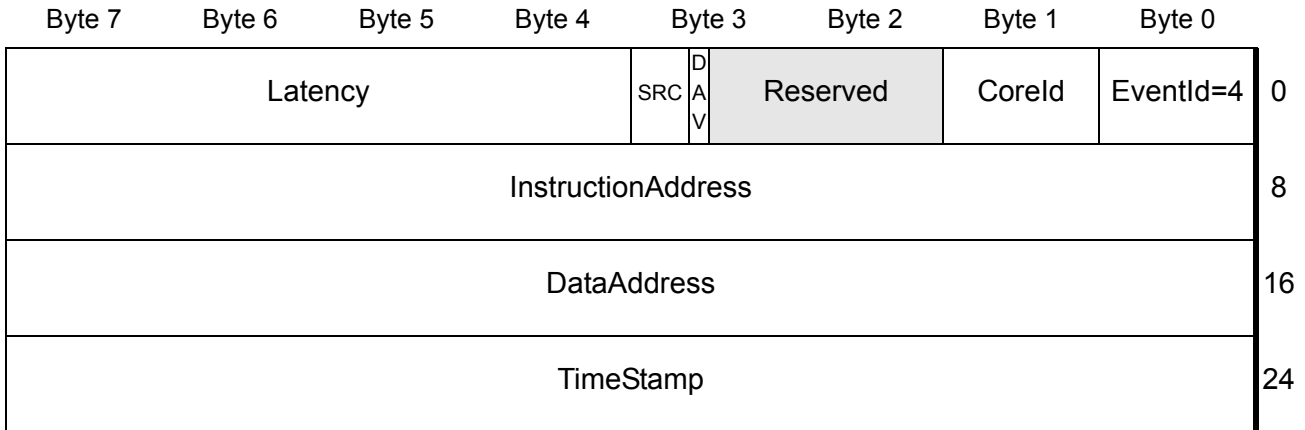 Byte 7 Byte 6 Byte 5 Byte 4 Byte 3 Byte 2 Byte 1 Byte 0
Latency SRC DAV Reserved CoreId EventId=4 0
InstructionAddress 8
DataAddress 16
TimeStamp 24